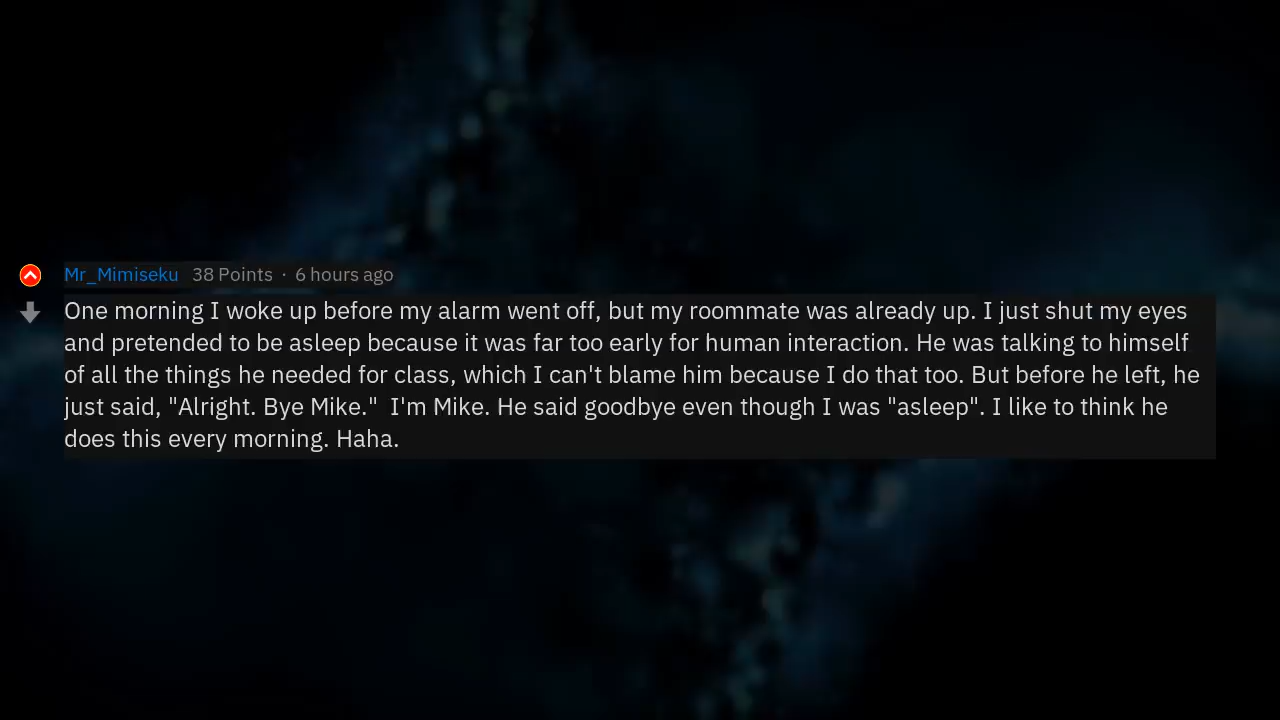 Mr_Mimiseku 38 Points · 6 hours ago
One morning I woke up before my alarm went off, but my roommate was already up. I just shut my eyes
and pretended to be asleep because it was far too early for human interaction. He was talking to himself
of all the things he needed for class, which I can't blame him because I do that too. But before he left, he
just said, "Alright. Bye Mike."  I'm Mike. He said goodbye even though I was "asleep". I like to think he
does this every morning. Haha.